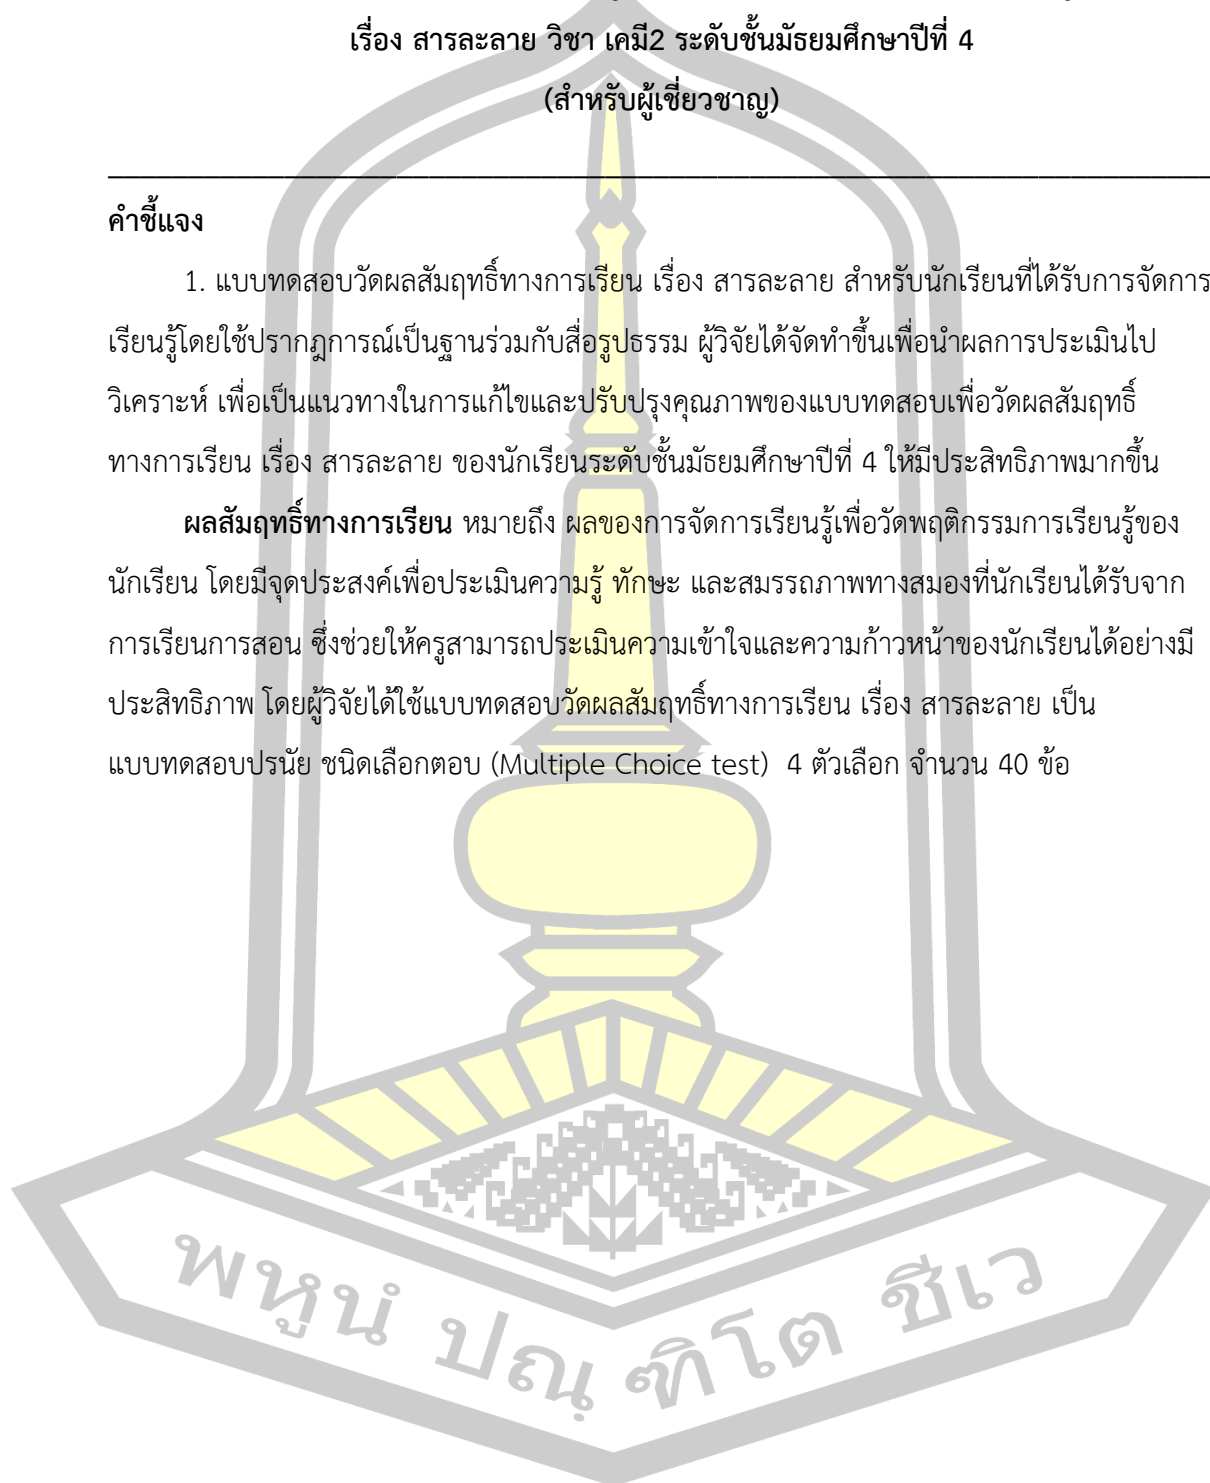 เรื่อง สารละลาย วิชา เคมี2 ระดับชั้นมัธยมศึกษาปีที่ 4
(สำหรับผู้เชี่ยวชาญ)
คำชี้แจง
1. แบบทดสอบวัดผลสัมฤทธิ์ทางการเรียน เรื่อง สารละลาย สำหรับนักเรียนที่ได้รับการจัดการ
เรียนรู้โดยใช้ปรากฏการณ์เป็นฐานร่วมกับสื่อรูปธรรม ผู้วิจัยได้จัดทำขึ้นเพื่อนำผลการประเมินไป
วิเคราะห์ เพื่อเป็นแนวทางในการแก้ไขและปรับปรุงคุณภาพของแบบทดสอบเพื่อวัดผลสัมฤทธิ์
ทางการเรียน เรื่อง สารละลาย ของนักเรียนระดับชั้นมัธยมศึกษาปีที่ 4 ให้มีประสิทธิภาพมากขึ้น
ผลสัมฤทธิ์ทางการเรียน หมายถึง ผลของการจัดการเรียนรู้เพื่อวัดพฤติกรรมการเรียนรู้ของ
นักเรียน โดยมีจุดประสงค์เพื่อประเมินความรู้ ทักษะ และสมรรถภาพทางสมองที่นักเรียนได้รับจาก
การเรียนการสอน ซึ่งช่วยให้ครูสามารถประเมินความเข้าใจและความก้าวหน้าของนักเรียนได้อย่างมี
ประสิทธิภาพ โดยผู้วิจัยได้ใช้แบบทดสอบวัดผลสัมฤทธิ์ทางการเรียน เรื่อง สารละลาย เป็น
แบบทดสอบปรนัย ชนิดเลือกตอบ (Multiple Choice test) 4 ตัวเลือก จำนวน 40 ข้อ
พหูนํ ปณฺฑิโต ชีเว